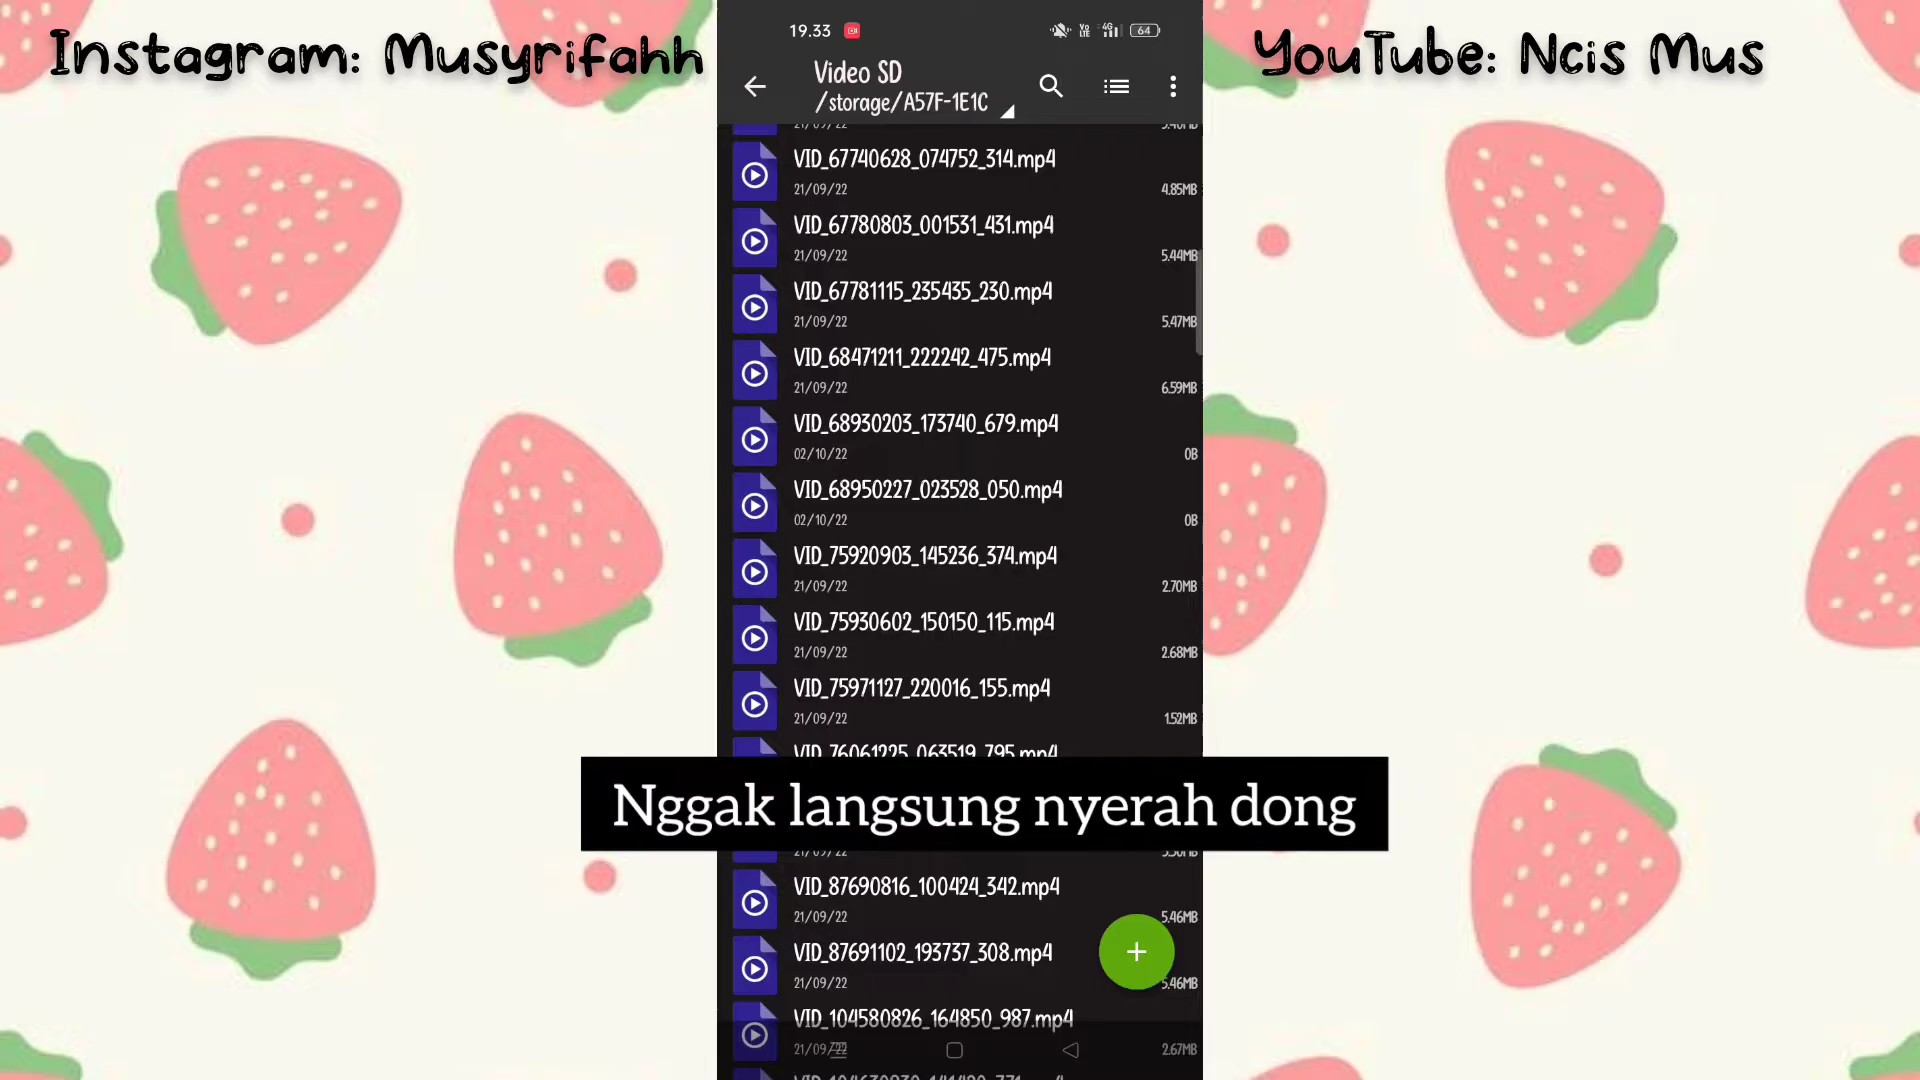 Instagram: Musyrifahh
YouTube: Ncis Mus
19.33
64
Video SD
/storage/A57F-1E1C
VID_67740628_074752_314.mp4
21/09/22 4.85MB
VID_67780803_001531_431.mp4
21/09/22 5.44MB
VID_67781115_235435_230.mp4
21/09/22 5.47MB
VID_68471211_222242_475.mp4
21/09/22 6.59MB
VID_68930203_173740_679.mp4
02/10/22 0B
VID_68950227_023528_050.mp4
02/10/22 0B
VID_75920903_145236_374.mp4
21/09/22 2.70MB
VID_75930602_150150_115.mp4
21/09/22 2.68MB
VID_75971127_220016_155.mp4
21/09/22 1.52MB
VID_76061225_063519_795.mp4
Nggak langsung nyerah dong
VID_87690816_100424_342.mp4
21/09/22 5.46MB
VID_87691102_193737_308.mp4
21/09/22 5.46MB
VID_104580826_164850_987.mp4
21/09/22 2.67MB